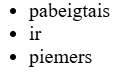 • pabeigtais
• ir
• piemers